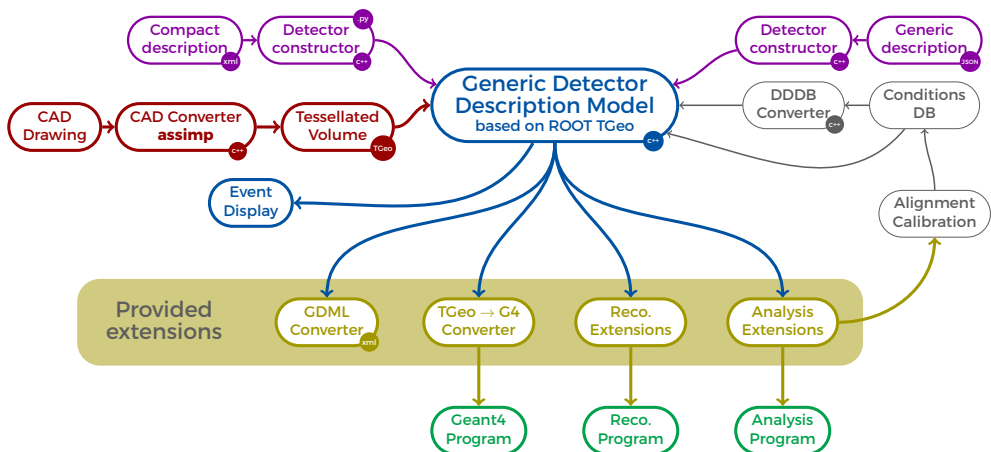 Compact
description
xml
Detector
constructor
.py
C++
Generic Detector
Description Model
based on ROOT TGeo
C++
Detector
constructor
C++
Generic
description
JSON
CAD
Drawing
CAD Converter
assimp
C++
Tessellated
Volume
TGeo
DDDB
Converter
C++
Conditions
DB
Event
Display
Alignment
Calibration
Provided
extensions
GDML
Converter
xml
TGeo → G4
Converter
Reco.
Extensions
Analysis
Extensions
Geant4
Program
Reco.
Program
Analysis
Program